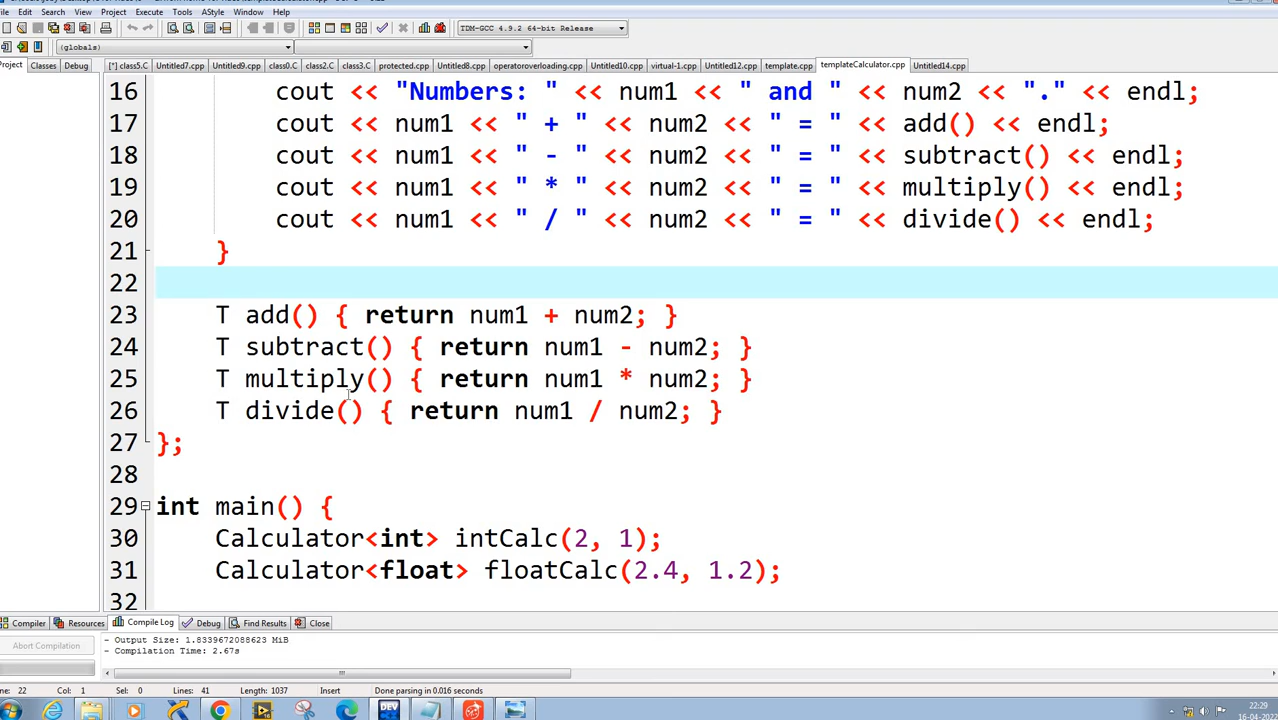 Edit Search View Project Execute Tools AStyle Window Help
TDM-GCC 4.9.2 64-bit Release
(globals)
Project Classes Debug
[*] class5.C Untitled7.cpp Untitled9.cpp class0.C class2.C class3.C protected.cpp Untitled8.cpp operatoroverloading.cpp Untitled10.cpp virtual-1.cpp Untitled12.cpp template.cpp templateCalculator.cpp Untitled14.cpp
16 cout << "Numbers: " << num1 << " and " << num2 << "." << endl;
17 cout << num1 << " + " << num2 << " = " << add() << endl;
18 cout << num1 << " - " << num2 << " = " << subtract() << endl;
19 cout << num1 << " * " << num2 << " = " << multiply() << endl;
20 cout << num1 << " / " << num2 << " = " << divide() << endl;
21 }
22
23 T add() { return num1 + num2; }
24 T subtract() { return num1 - num2; }
25 T multiply() { return num1 * num2; }
26 T divide() { return num1 / num2; }
27 };
28
29 int main() {
30 Calculator<int> intCalc(2, 1);
31 Calculator<float> floatCalc(2.4, 1.2);
32
Compiler Resources Compile Log Debug Find Results Close
Abort Compilation
- Output Size: 1.8339672088623 MiB
- Compilation Time: 2.67s
22 Col: 1 Sel: 0 Lines: 41 Length: 1037 Insert Done parsing in 0.016 seconds
DEV
22:29